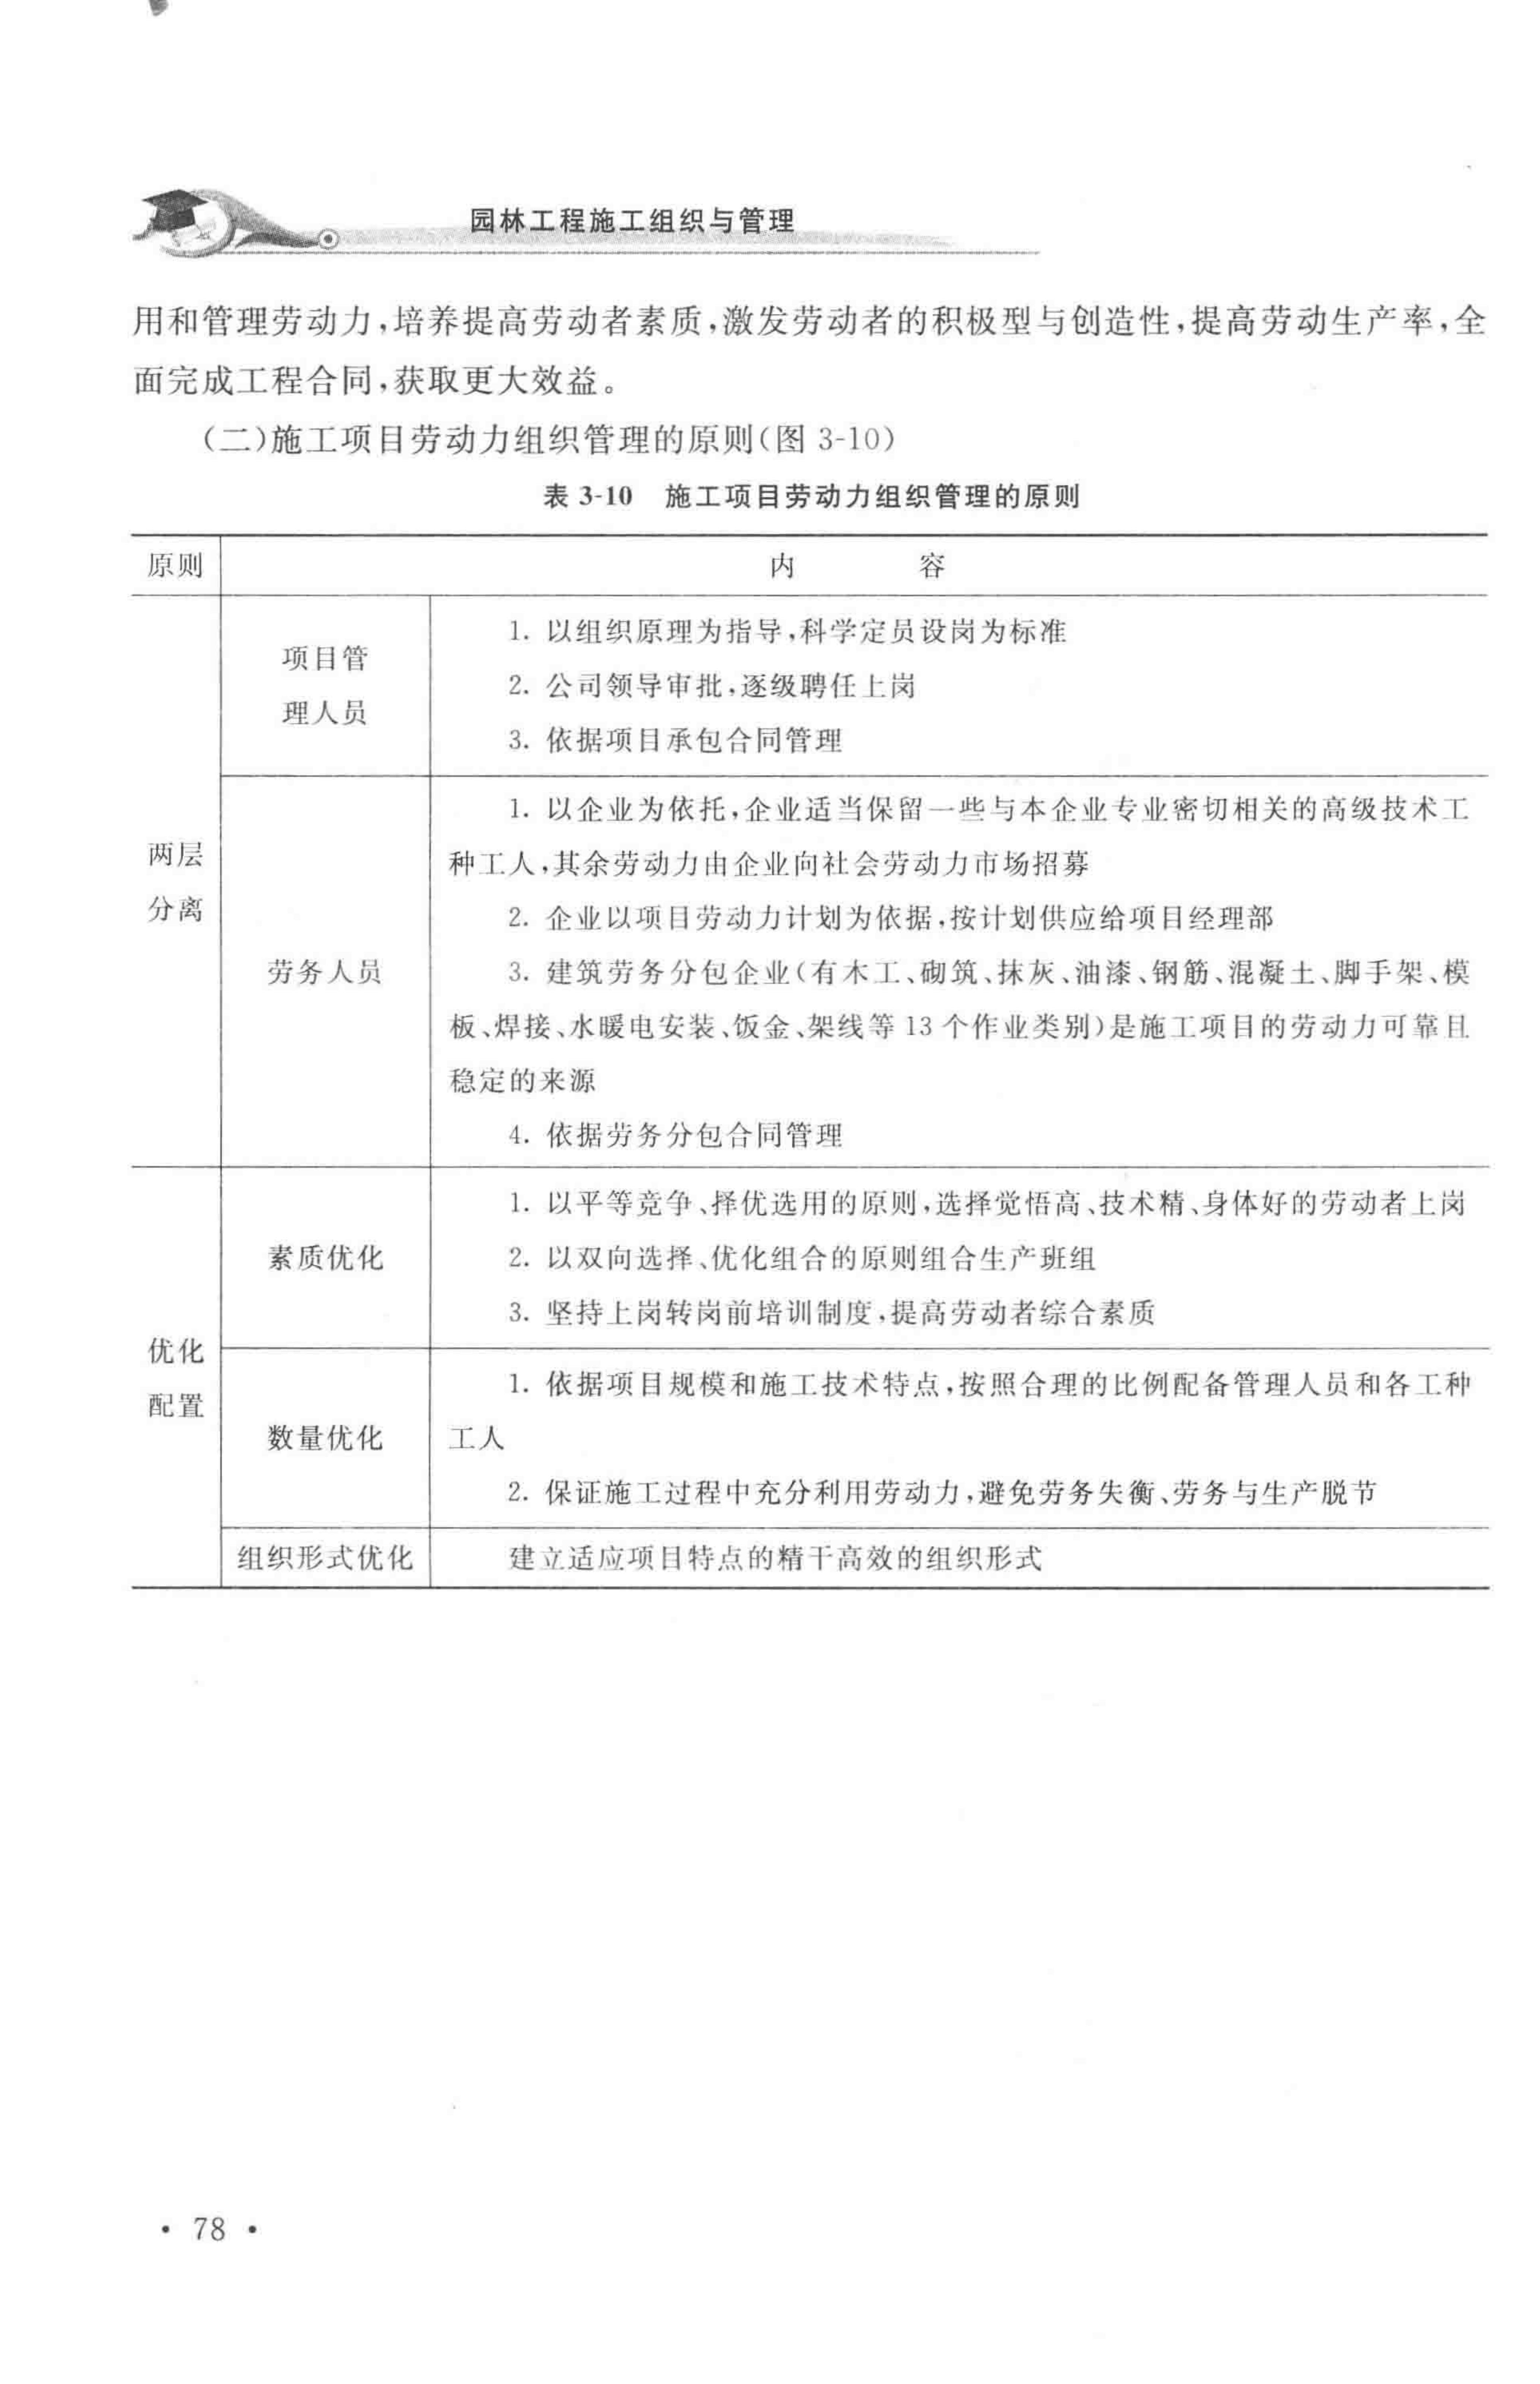 园林工程施工组织与管理
用和管理劳动力,培养提高劳动者素质,激发劳动者的积极型与创造性,提高劳动生产率,全
面完成工程合同,获取更大效益。
(二)施工项目劳动力组织管理的原则(图 3-10)
表 3-10 施工项目劳动力组织管理的原则
原则
内 容
两层
分离
项目管
理人员
1. 以组织原理为指导,科学定员设岗为标准
2. 公司领导审批,逐级聘任上岗
3. 依据项目承包合同管理
劳务人员
1. 以企业为依托,企业适当保留一些与本企业专业密切相关的高级技术工
种工人,其余劳动力由企业向社会劳动力市场招募
2. 企业以项目劳动力计划为依据,按计划供应给项目经理部
3. 建筑劳务分包企业(有木工、砌筑、抹灰、油漆、钢筋、混凝土、脚手架、模
板、焊接、水暖电安装、饭金、架线等 13 个作业类别)是施工项目的劳动力可靠且
稳定的来源
4. 依据劳务分包合同管理
优化
配置
素质优化
1. 以平等竞争、择优选用的原则,选择觉悟高、技术精、身体好的劳动者上岗
2. 以双向选择、优化组合的原则组合生产班组
3. 坚持上岗转岗前培训制度,提高劳动者综合素质
数量优化
1. 依据项目规模和施工技术特点,按照合理的比例配备管理人员和各工种
工人
2. 保证施工过程中充分利用劳动力,避免劳务失衡、劳务与生产脱节
组织形式优化
建立适应项目特点的精干高效的组织形式
• 78 •